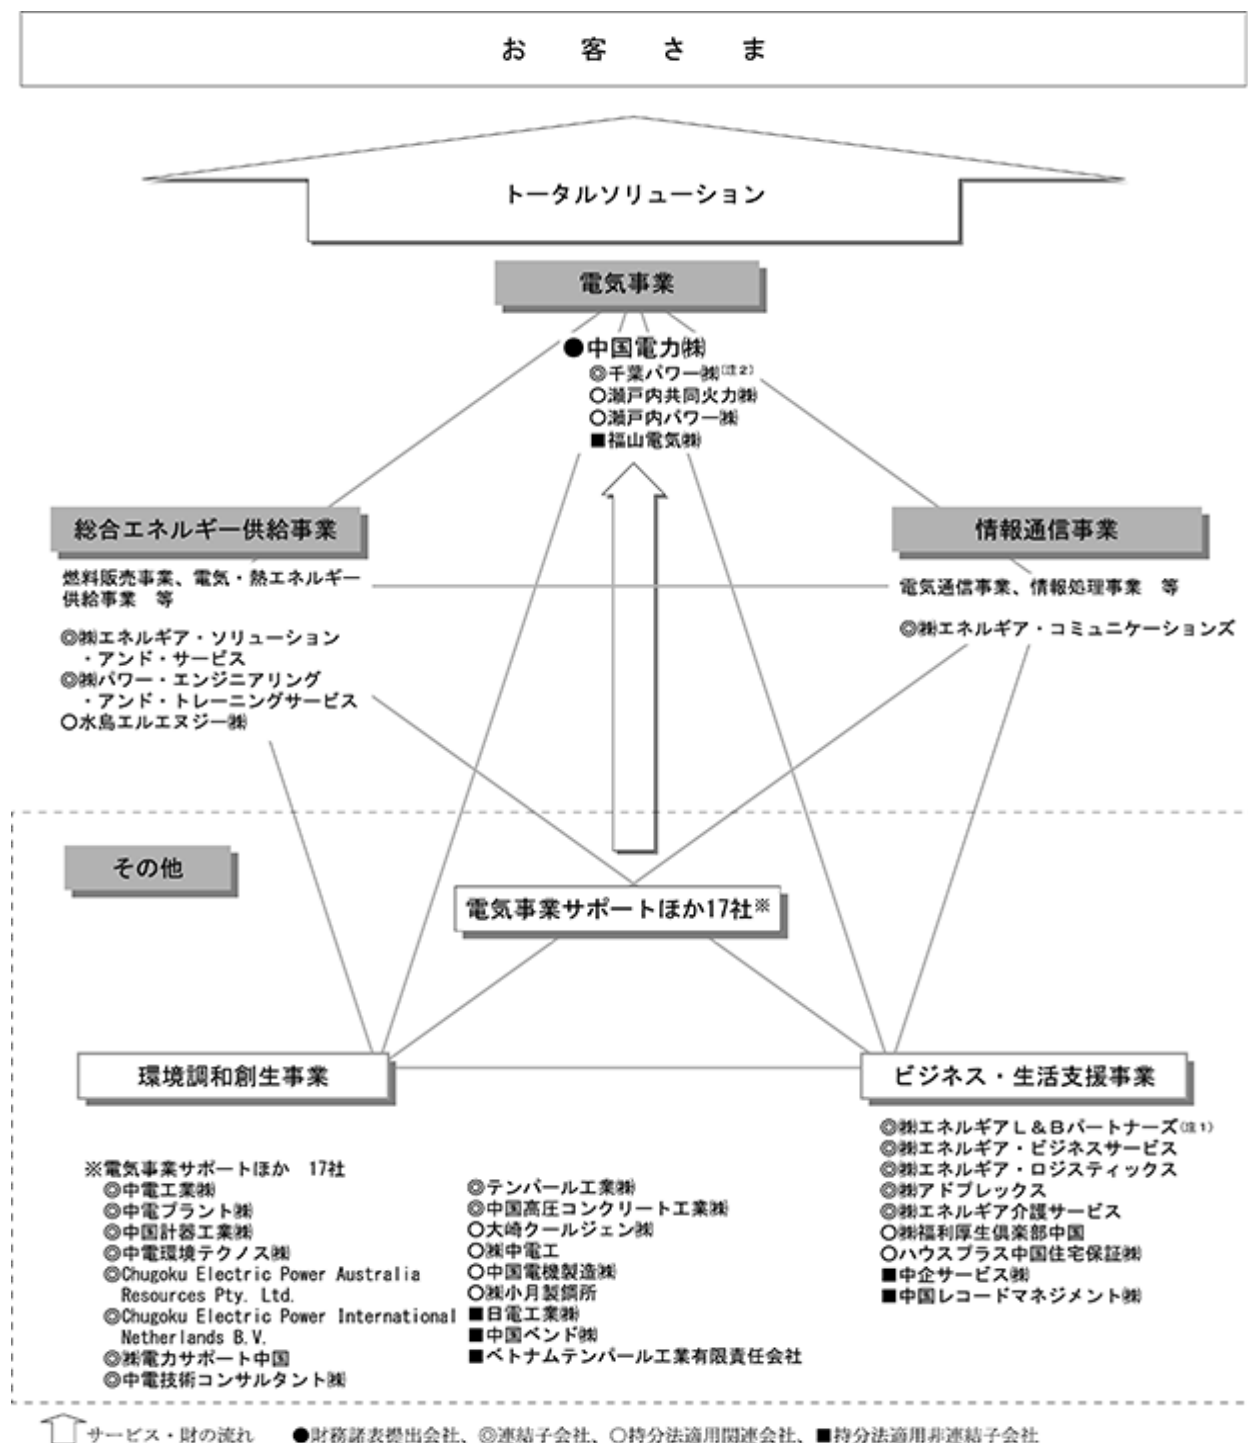 お客さま
トータルソリューション
電気事業
●中国電力㈱
◎千葉パワー㈱(注2)
○瀬戸内共同火力㈱
○瀬戸内パワー㈱
■福山電気㈱
総合エネルギー供給事業
燃料販売事業、電気・熱エネルギー
供給事業 等
◎㈱エネルギア・ソリューション
・アンド・サービス
◎㈱パワー・エンジニアリング
・アンド・トレーニングサービス
○水島エルエヌジー㈱
情報通信事業
電気通信事業、情報処理事業 等
◎㈱エネルギア・コミュニケーションズ
その他
電気事業サポートほか17社※
環境調和創生事業
ビジネス・生活支援事業
◎㈱エネルギアL&Bパートナーズ(注1)
◎㈱エネルギア・ビジネスサービス
◎㈱エネルギア・ロジスティックス
◎㈱アドプレックス
◎㈱エネルギア介護サービス
○㈱福利厚生倶楽部中国
○ハウスプラス中国住宅保証㈱
■中企サービス㈱
■中国レコードマネジメント㈱
※電気事業サポートほか 17社
◎中電工業㈱
◎中電プラント㈱
◎中国計器工業㈱
◎中電環境テクノス㈱
◎Chugoku Electric Power Australia
Resources Pty. Ltd.
◎Chugoku Electric Power International
Netherlands B.V.
◎㈱電力サポート中国
◎中電技術コンサルタント㈱
◎テンパール工業㈱
◎中国高圧コンクリート工業㈱
○大崎クールジェン㈱
○㈱中電工
○中国電機製造㈱
○㈱小月製鋼所
■日電工業㈱
■中国ペンド㈱
■ベトナムテンパール工業有限責任会社
サービス・財の流れ ●財務諸表提出会社、◎連結子会社、○持分法適用関連会社、■持分法適用非連結子会社